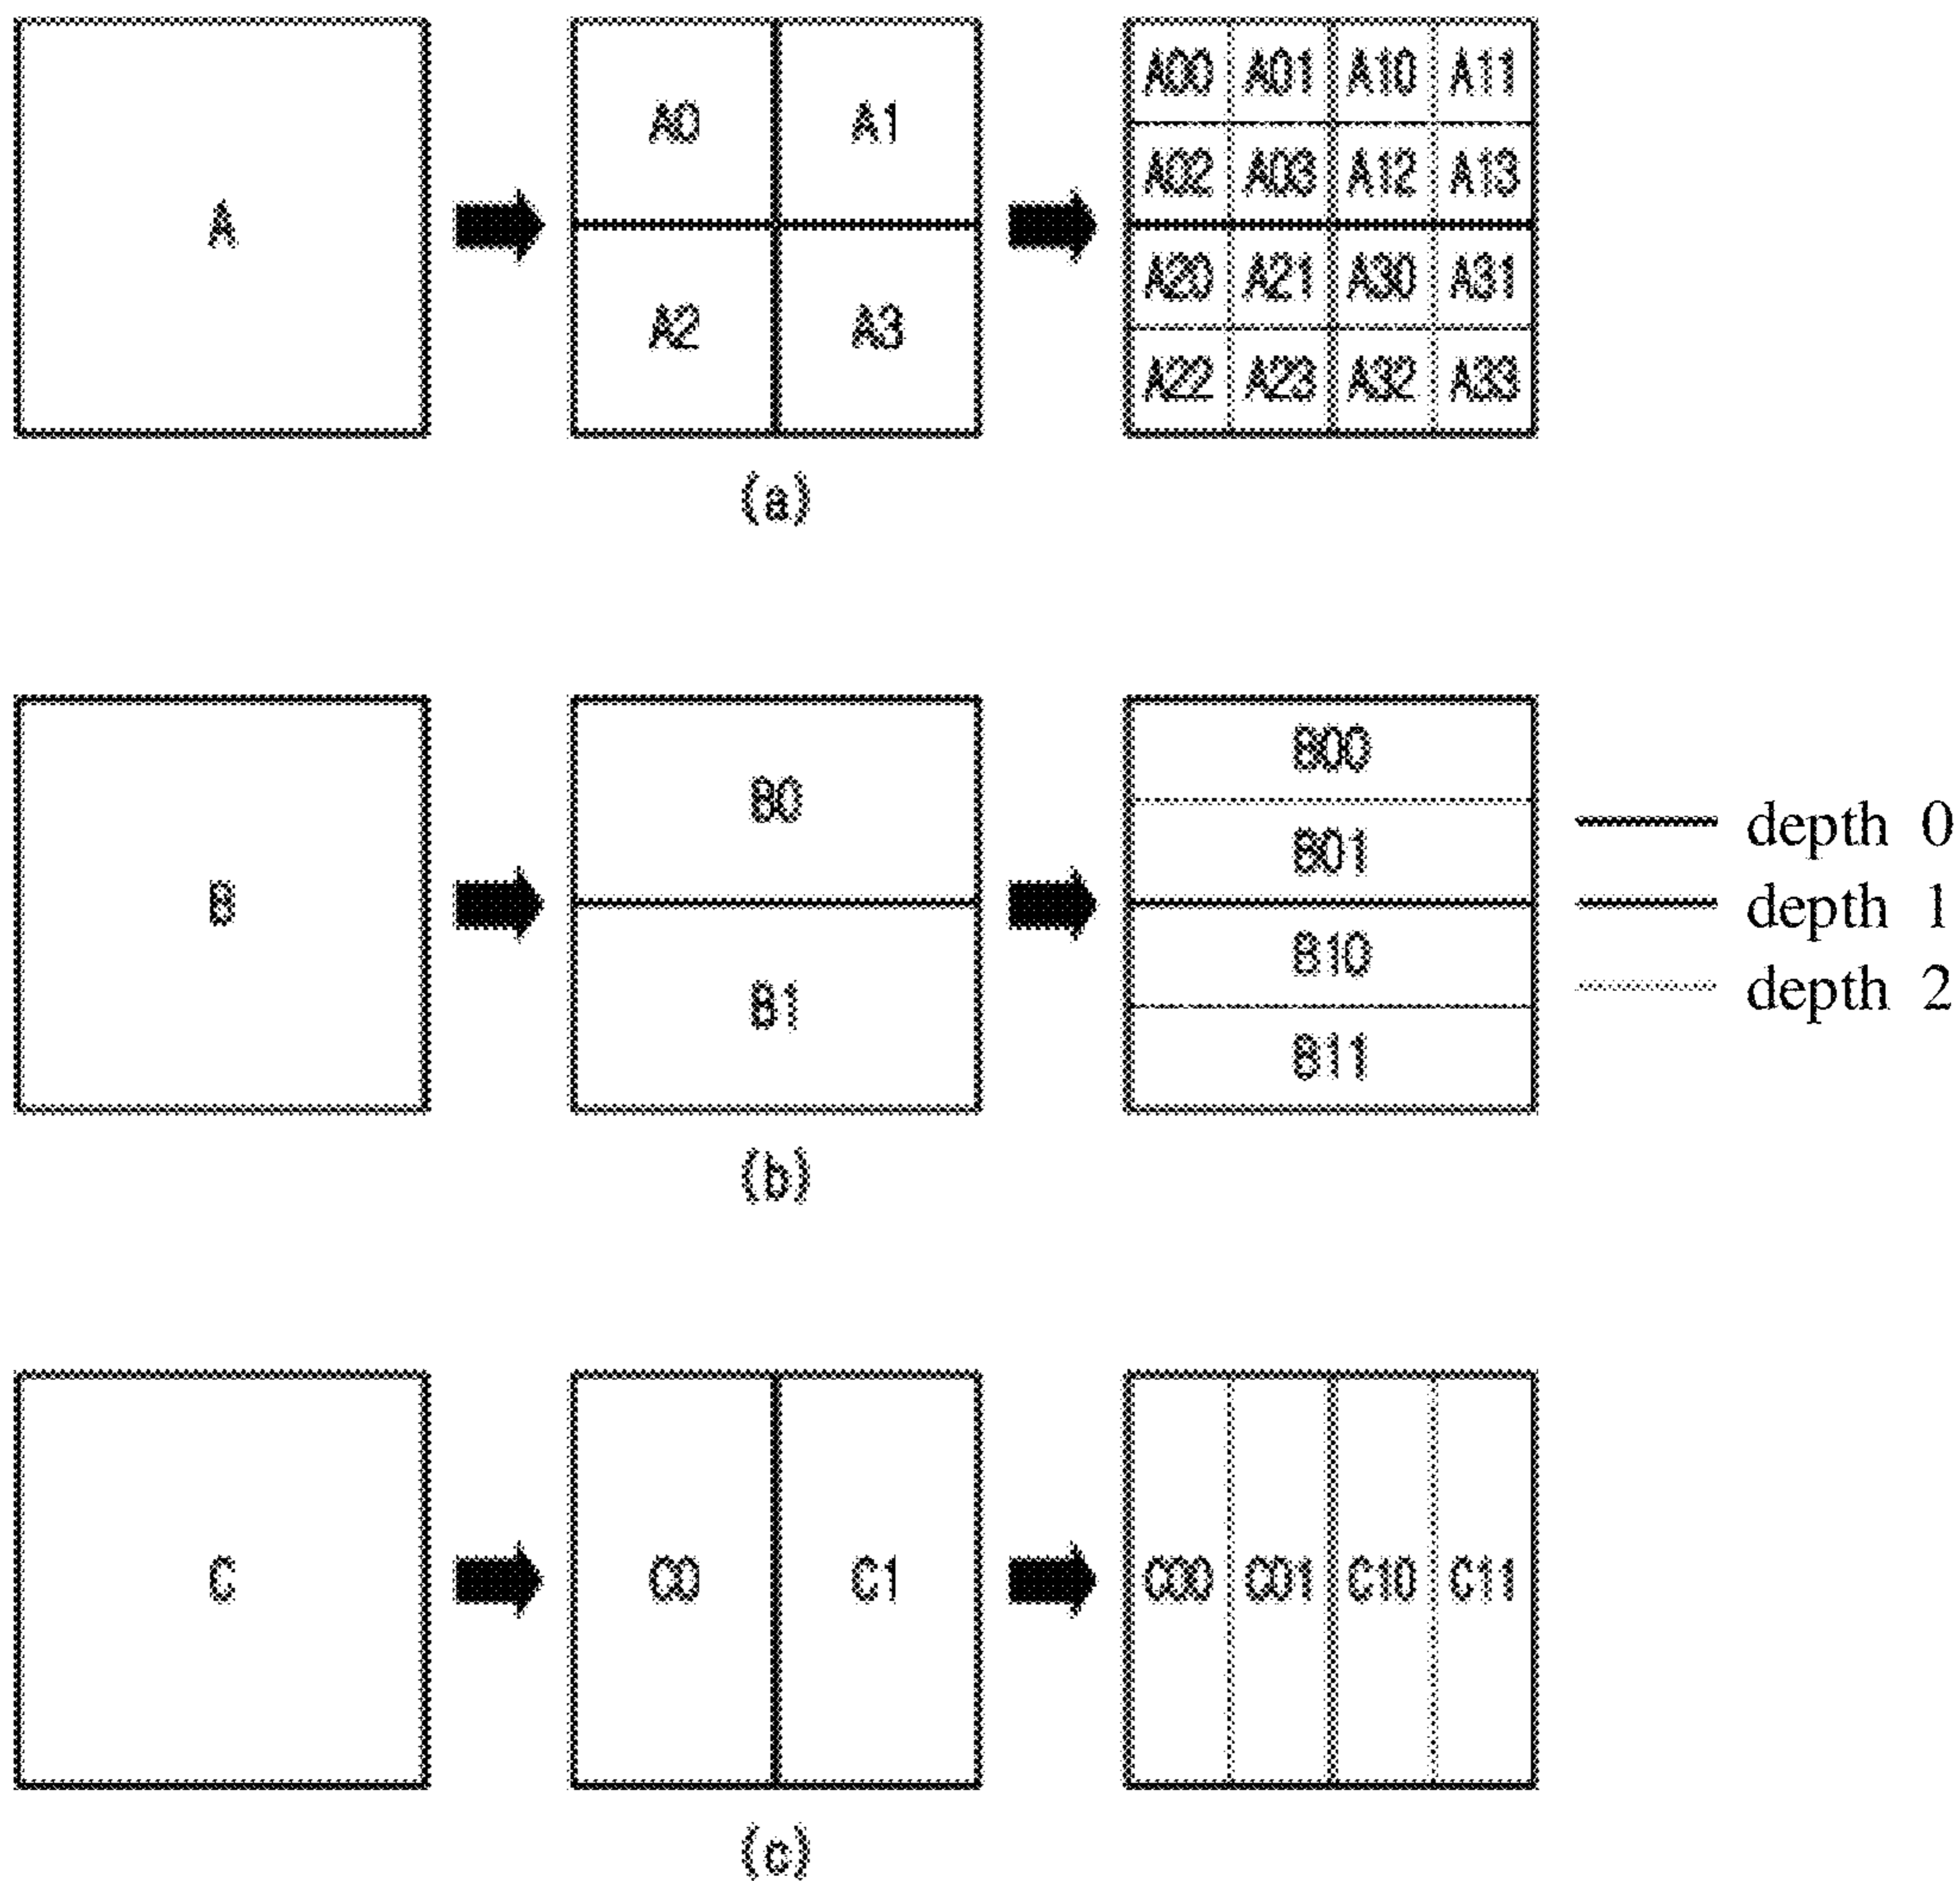 A
A0 A1
A2 A3
A00 A01 A10 A11
A02 A03 A12 A13
A20 A21 A30 A31
A22 A23 A32 A33
(a)
B
B0
B1
B00
B01
B10
B11
depth 0
depth 1
depth 2
(b)
C
C0 C1
C00 C01 C10 C11
(c)